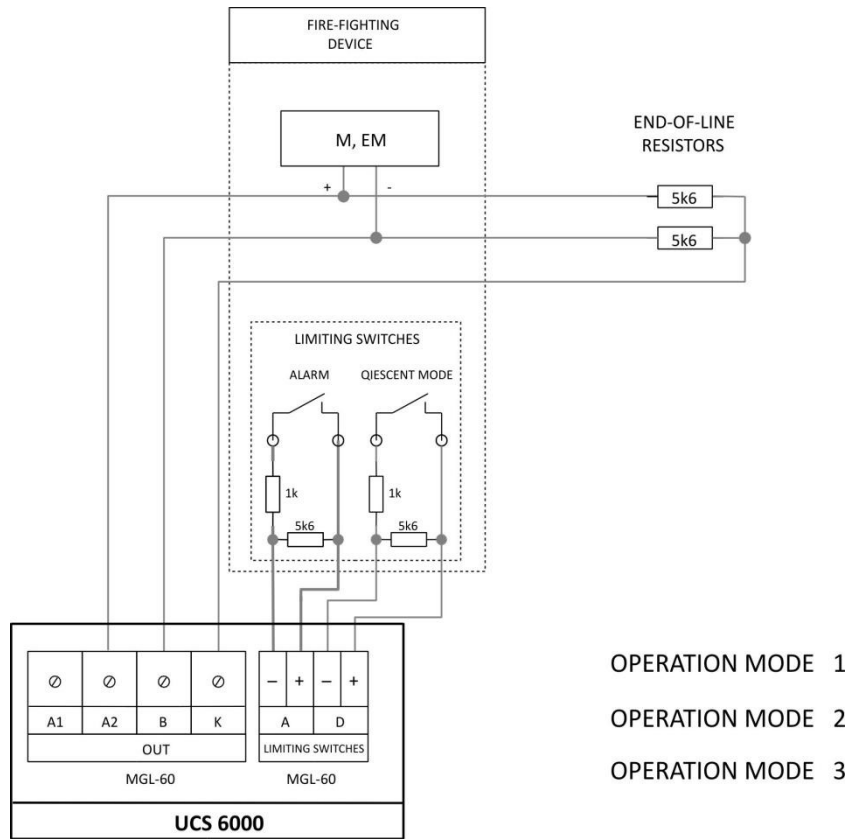 FIRE-FIGHTING
DEVICE
M, EM
+ -
END-OF-LINE
RESISTORS
5k6
5k6
LIMITING SWITCHES
ALARM QIESCENT MODE
1k 1k
5k6 5k6
– + – +
A1 A2 B K A D
OUT LIMITING SWITCHES
MGL-60 MGL-60
UCS 6000
OPERATION MODE 1
OPERATION MODE 2
OPERATION MODE 3